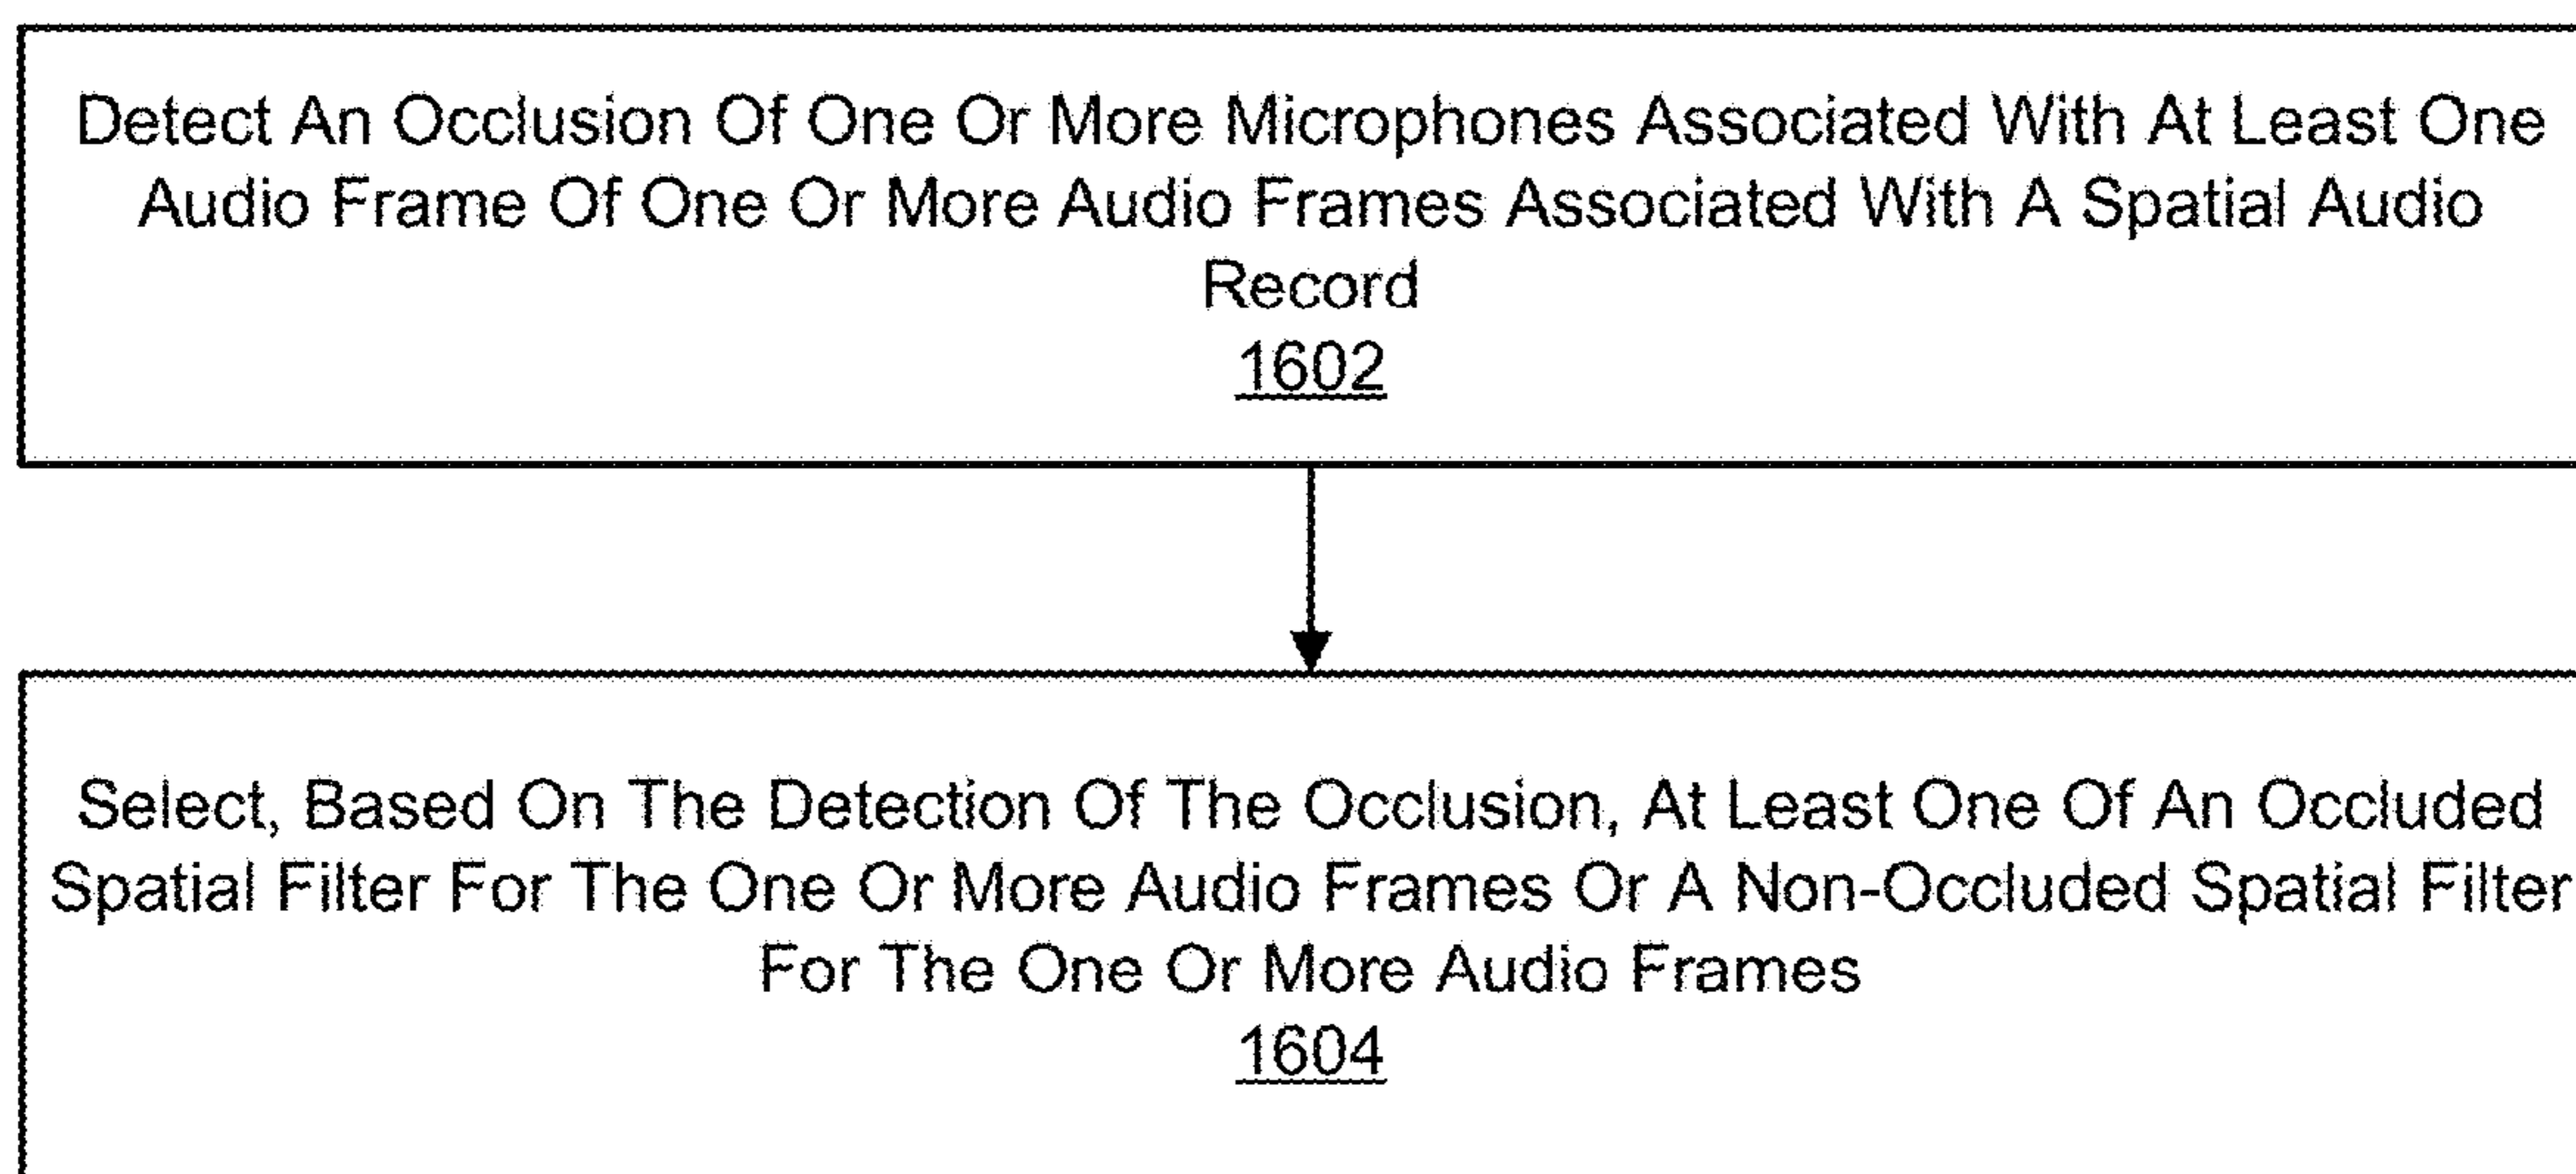 Detect An Occlusion Of One Or More Microphones Associated With At Least One
Audio Frame Of One Or More Audio Frames Associated With A Spatial Audio
Record
1602
Select, Based On The Detection Of The Occlusion, At Least One Of An Occluded
Spatial Filter For The One Or More Audio Frames Or A Non-Occluded Spatial Filter
For The One Or More Audio Frames
1604